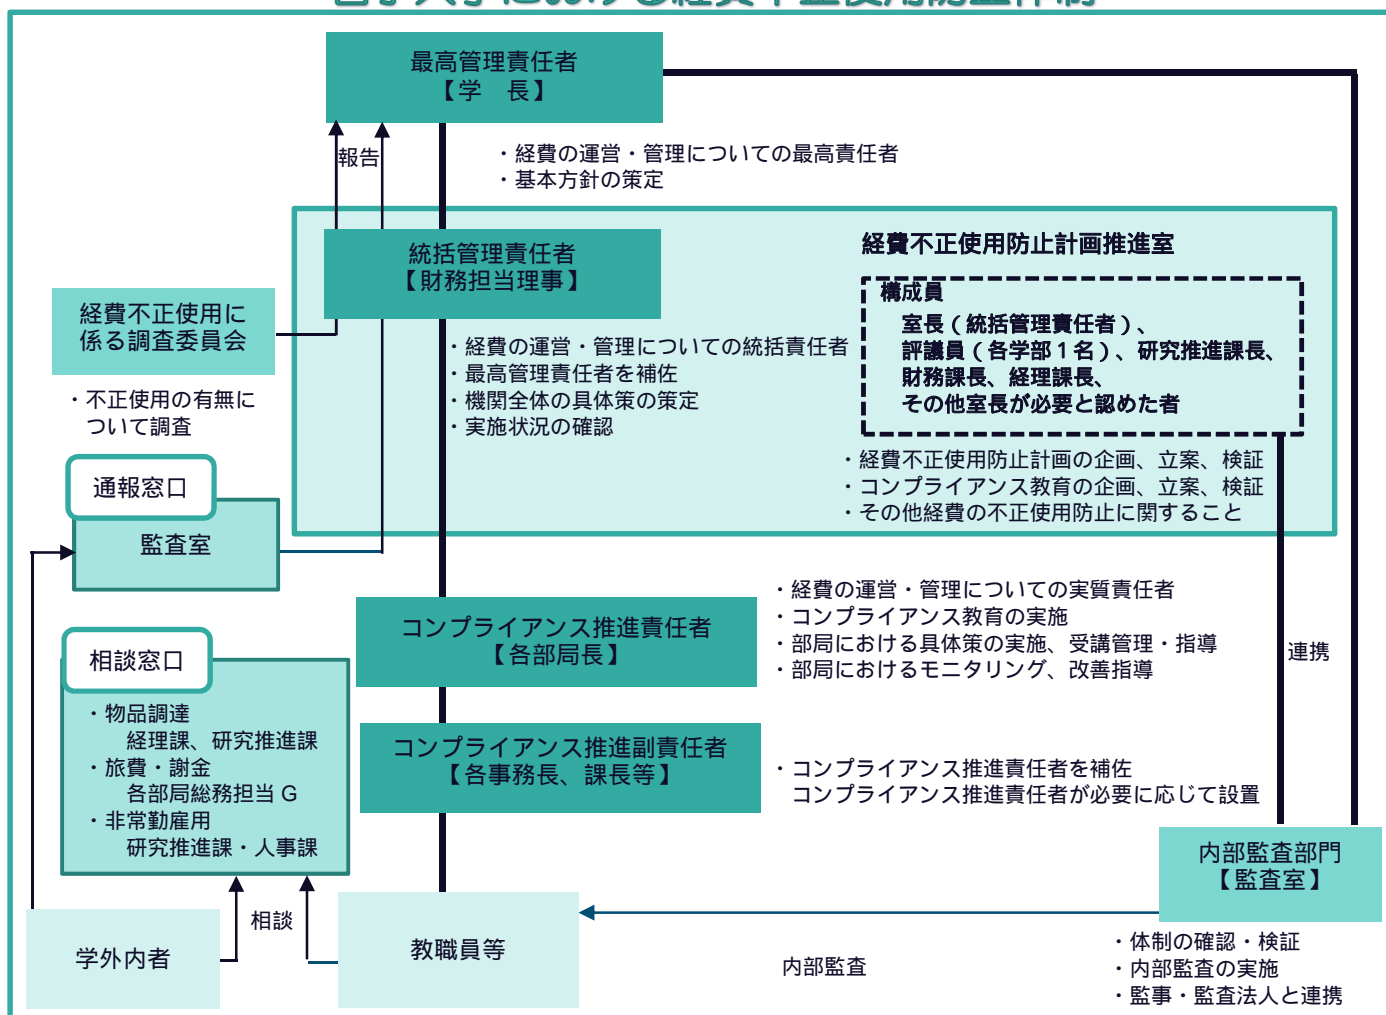 における経費不正使用防止体制
最高管理責任者
【学　長】
報告
・経費の運営・管理についての最高責任者
・基本方針の策定
統括管理責任者
【財務担当理事】
経費不正使用防止計画推進室
構成員
室長（統括管理責任者）、
評議員（各学部１名）、研究推進課長、
財務課長、経理課長、
その他室長が必要と認めた者
経費不正使用に
係る調査委員会
・不正使用の有無に
ついて調査
・経費の運営・管理についての統括責任者
・最高管理責任者を補佐
・機関全体の具体策の策定
・実施状況の確認
・経費不正使用防止計画の企画、立案、検証
・コンプライアンス教育の企画、立案、検証
・その他経費の不正使用防止に関すること
通報窓口
監査室
コンプライアンス推進責任者
【各部局長】
・経費の運営・管理についての実質責任者
・コンプライアンス教育の実施
・部局における具体策の実施、受講管理・指導
・部局におけるモニタリング、改善指導
連携
相談窓口
・物品調達
経理課、研究推進課
・旅費・謝金
各部局総務担当 G
・非常勤雇用
研究推進課・人事課
コンプライアンス推進副責任者
【各事務長、課長等】
・コンプライアンス推進責任者を補佐
コンプライアンス推進責任者が必要に応じて設置
内部監査部門
【監査室】
学外内者
相談
教職員等
内部監査
・体制の確認・検証
・内部監査の実施
・監事・監査法人と連携